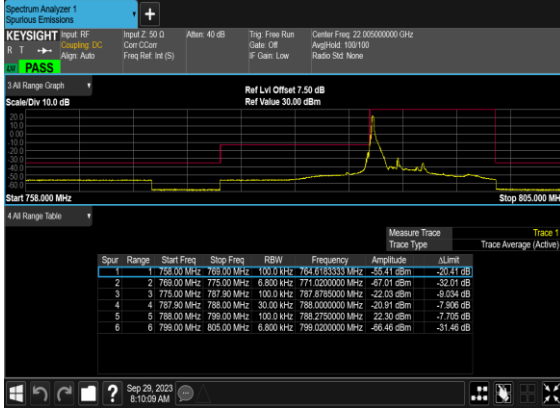 Spectrum Analyzer 1
Spurious Emissions
KEYSIGHT Input: RF Input Z: 50 Ω Atten: 40 dB Trig: Free Run Center Freq: 22.005000000 GHz
R T Coupling: DC Corr CCorr Gate: Off Avg|Hold: 100/100
Align: Auto Freq Ref: Int (S) IF Gain: Low Radio Std: None
PASS
3 All Range Graph
Ref Lvl Offset 7.50 dB
Scale/Div 10.0 dB Ref Value 30.00 dBm
20.0
10.0
0.00
-10.0
-20.0
-30.0
-40.0
-50.0
-60.0
Start 758.000 MHz Stop 805.000 MH
4 All Range Table
Measure Trace Trace 1
Trace Type Trace Average (Active)
Spur Range Start Freq Stop Freq RBW Frequency Amplitude ΔLimit
1 1 758.00 MHz 769.00 MHz 100.0 kHz 764.6183333 MHz -55.41 dBm -20.41 dB
2 2 769.00 MHz 775.00 MHz 6.800 kHz 771.0200000 MHz -67.01 dBm -32.01 dB
3 3 775.00 MHz 787.90 MHz 100.0 kHz 787.8785000 MHz -22.03 dBm -9.034 dB
4 4 787.90 MHz 788.00 MHz 30.00 kHz 788.0000000 MHz -20.91 dBm -7.906 dB
5 5 788.00 MHz 799.00 MHz 100.0 kHz 788.2750000 MHz 22.30 dBm -7.705 dB
6 6 799.00 MHz 805.00 MHz 6.800 kHz 799.0200000 MHz -66.46 dBm -31.46 dB
Sep 29, 2023
8:10:09 AM